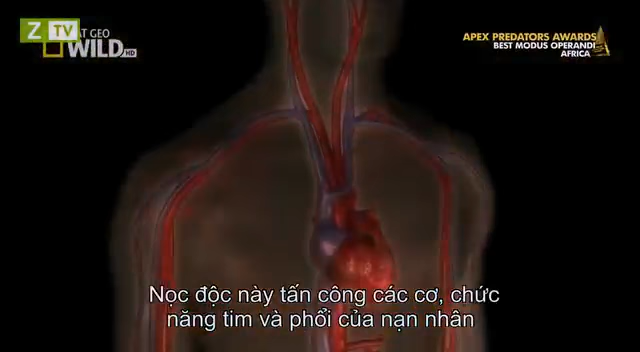 Z TV
AT GEO
WILD HD
APEX PREDATORS AWARDS
BEST MODUS OPERANDI
AFRICA
Nọc độc này tấn công các cơ, chức
năng tim và phổi của nạn nhân